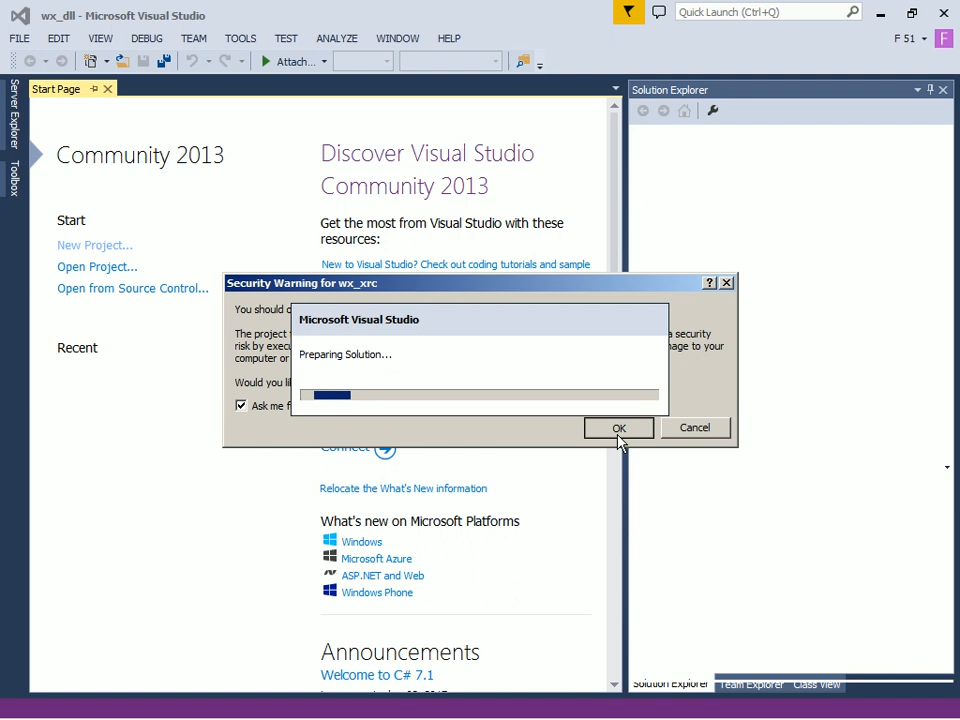 wx_dll - Microsoft Visual Studio
Quick Launch (Ctrl+Q)
FILE EDIT VIEW DEBUG TEAM TOOLS TEST ANALYZE WINDOW HELP
F 51
F
Attach...
Server Explorer
Toolbox
Start Page
Solution Explorer
Community 2013
Start
New Project...
Open Project...
Open from Source Control...
Recent
Discover Visual Studio
Community 2013
Get the most from Visual Studio with these
resources:
New to Visual Studio? Check out coding tutorials and sample
Security Warning for wx_xrc
You should o
The project
a security
risk by execu
mage to your
computer or
Would you li
Ask me f
Microsoft Visual Studio
Preparing Solution...
OK
Cancel
Connect
Relocate the What's New information
What's new on Microsoft Platforms
Windows
Microsoft Azure
ASP.NET and Web
Windows Phone
Announcements
Welcome to C# 7.1
Solution Explorer
Team Explorer
Class View